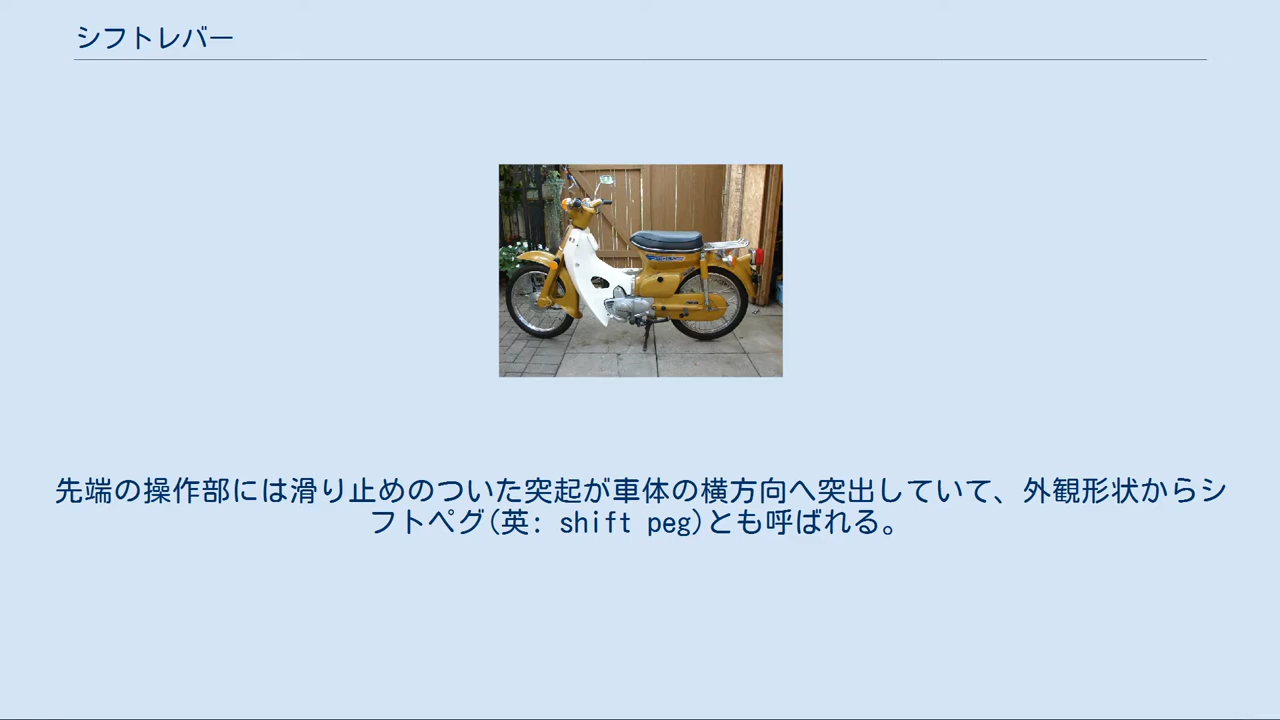 シフトレバー
先端の操作部には滑り止めのついた突起が車体の横方向へ突出していて、外観形状からシ
フトペグ(英: shift peg)とも呼ばれる。